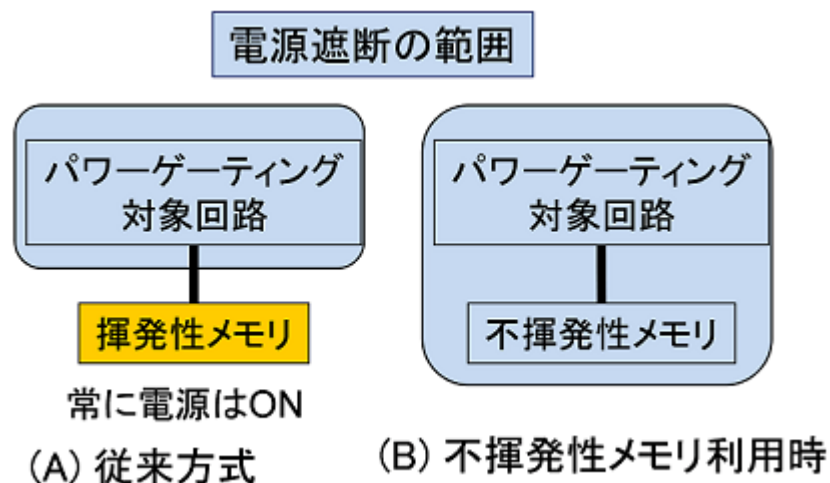 電源遮断の範囲
パワーゲーティング
対象回路
揮発性メモリ
常に電源はON
(A) 従来方式
パワーゲーティング
対象回路
不揮発性メモリ
(B) 不揮発性メモリ利用時